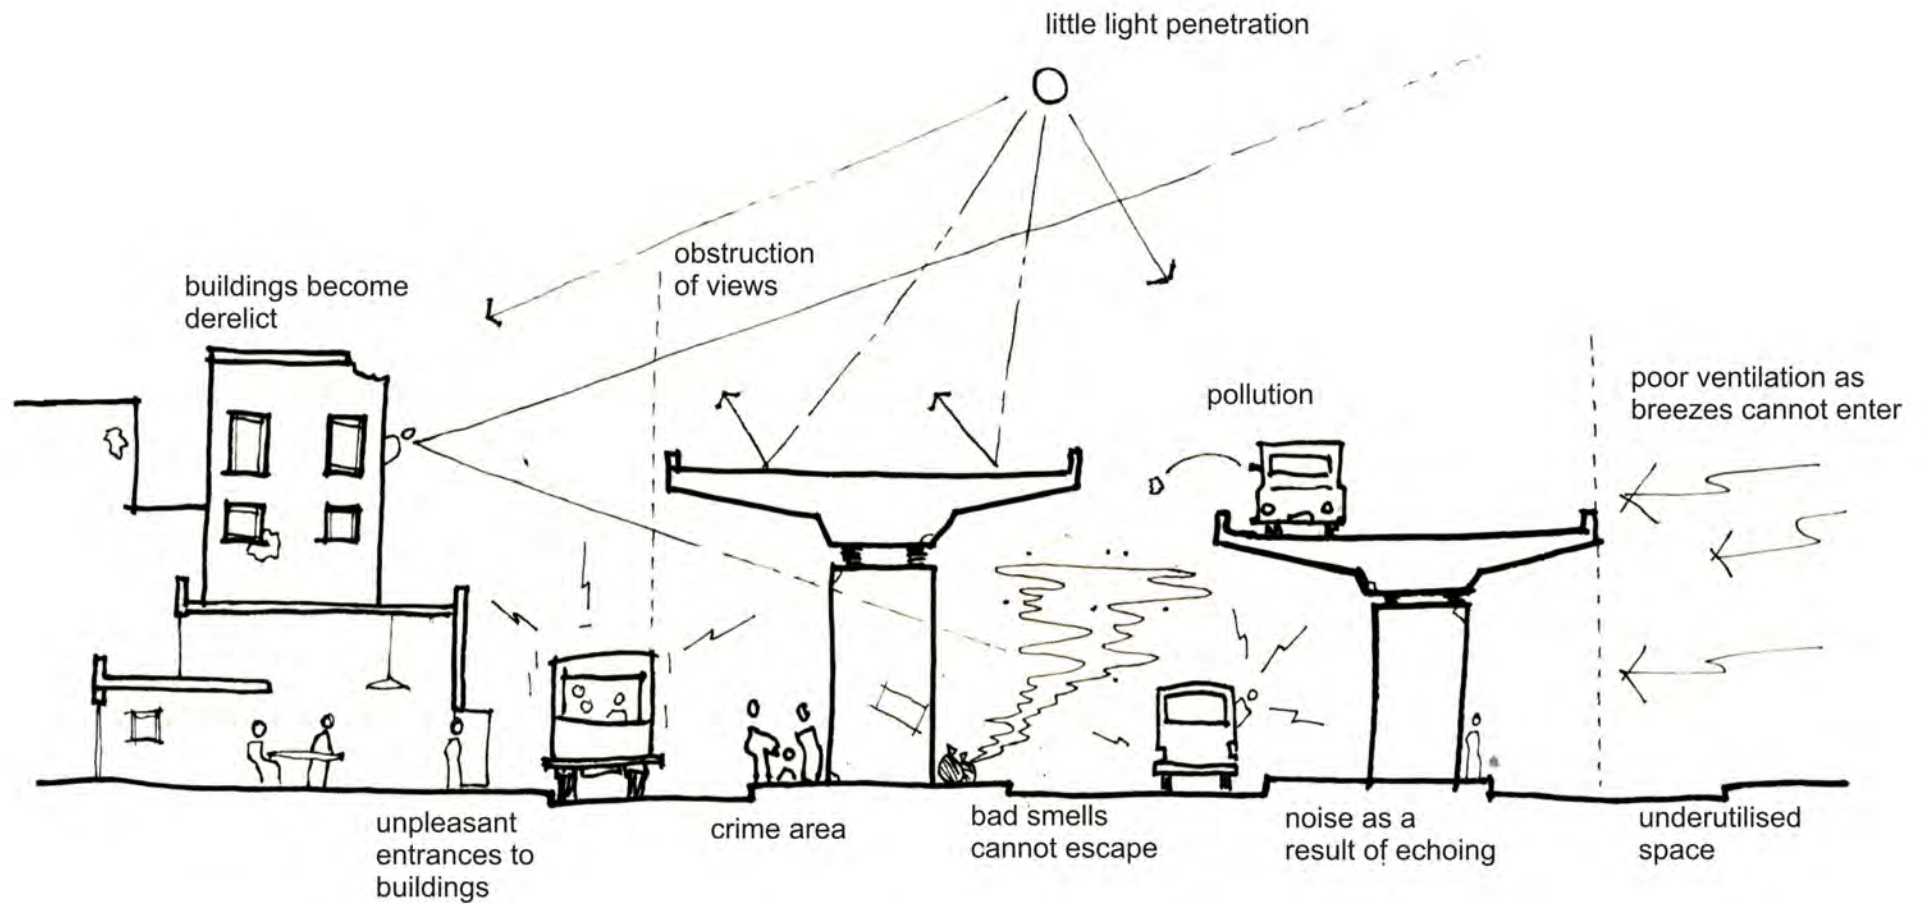 little light penetration
obstruction
of views
buildings become
derelict
pollution
poor ventilation as
breezes cannot enter
unpleasant
entrances to
buildings
crime area
bad smells
cannot escape
noise as a
result of echoing
underutilised
space